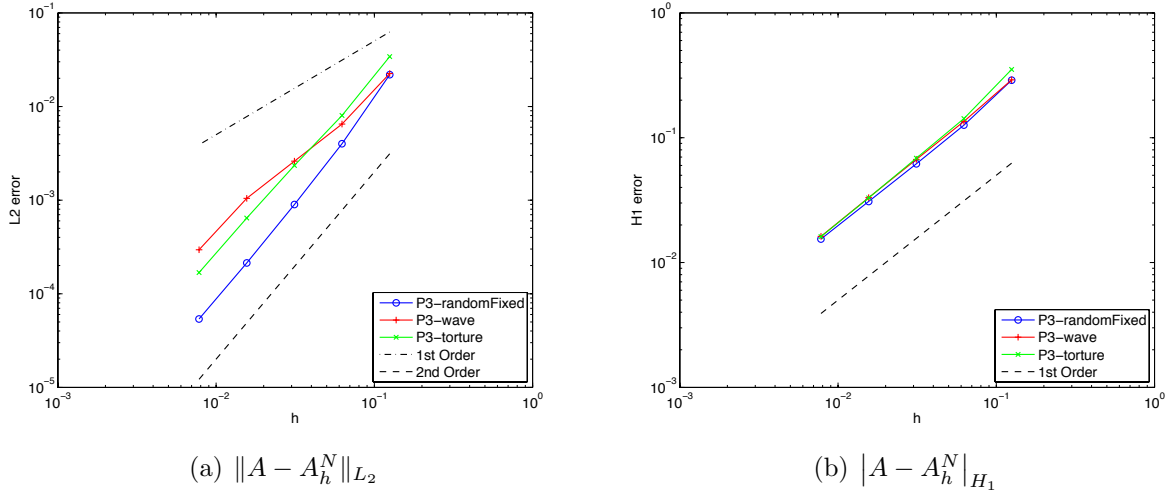 10^{-1}
10^{-2}
10^{-3}
10^{-4}
10^{-5}
L2 error
10^{-3}
10^{-2}
10^{-1}
10^{0}
h
P3-randomFixed
P3-wave
P3-torture
1st Order
2nd Order
(a) $\|A - A_h^N\|_{L_2}$
10^{0}
10^{-1}
10^{-2}
10^{-3}
H1 error
10^{-3}
10^{-2}
10^{-1}
10^{0}
h
P3-randomFixed
P3-wave
P3-torture
1st Order
(b) $|A - A_h^N|_{H_1}$